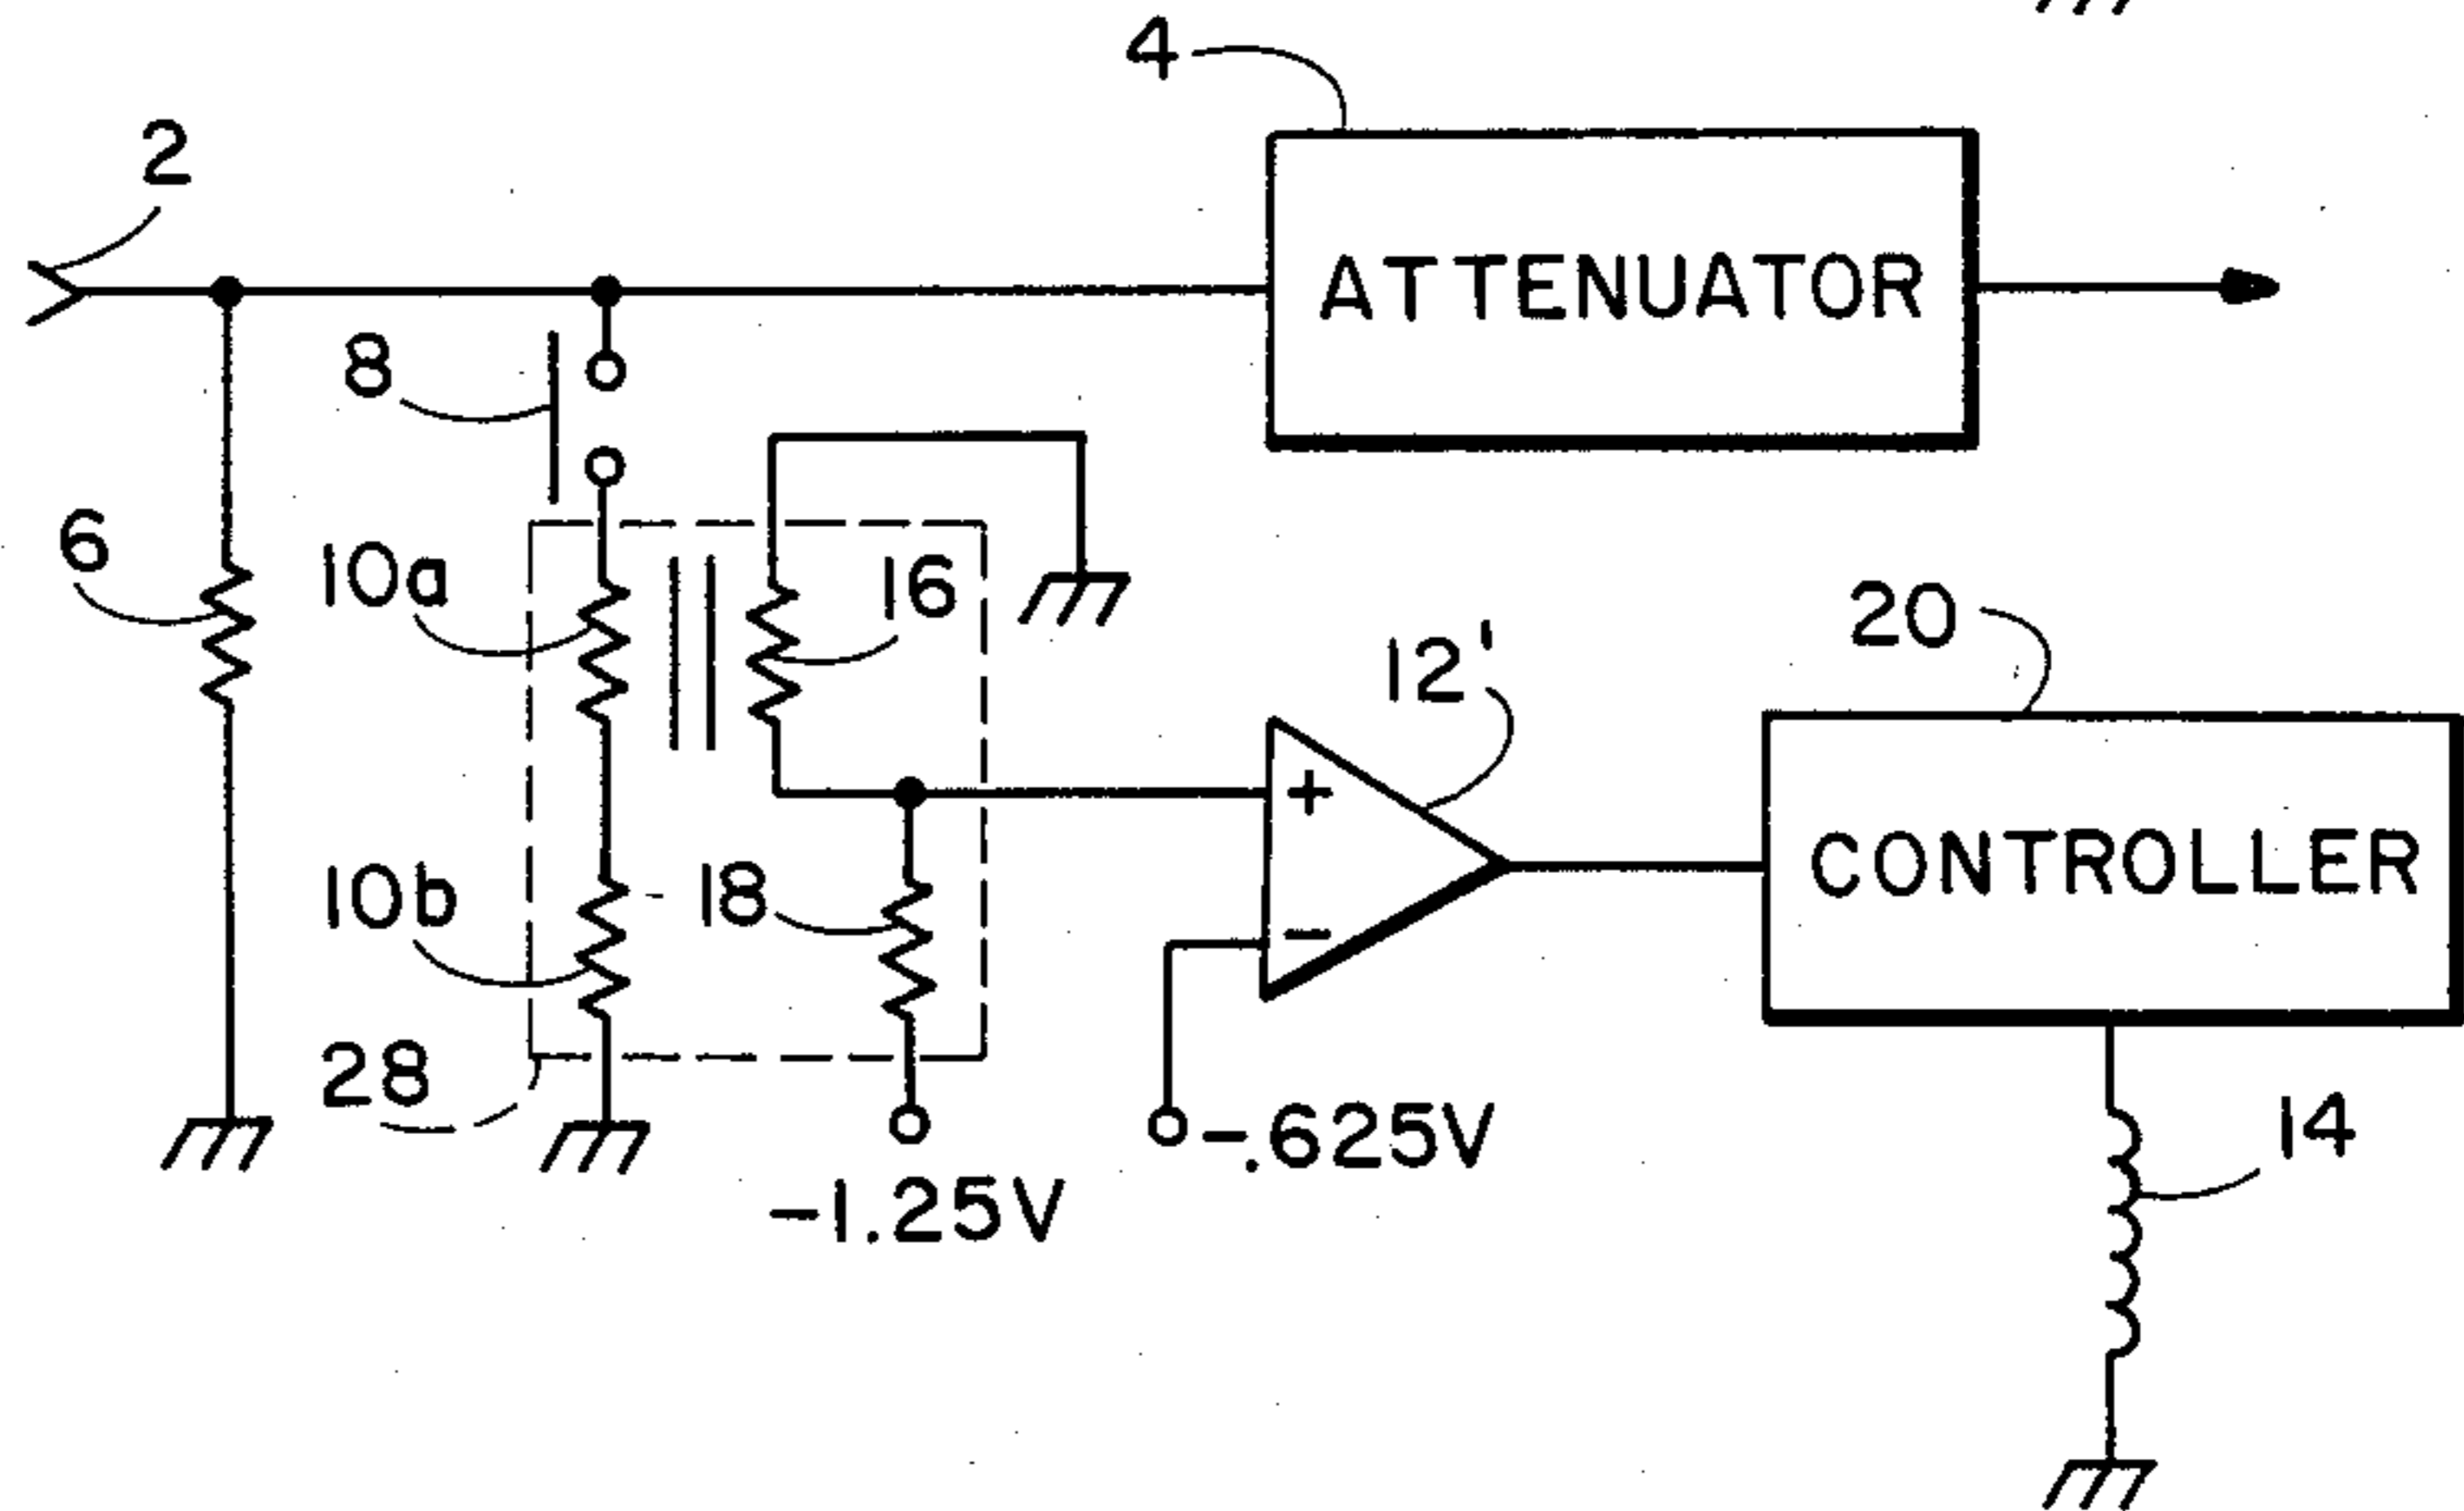 4
2
ATTENUATOR
8
6
10a
16
12'
20
+
CONTROLLER
10b
18
-
28
-.625V
14
-1.25V